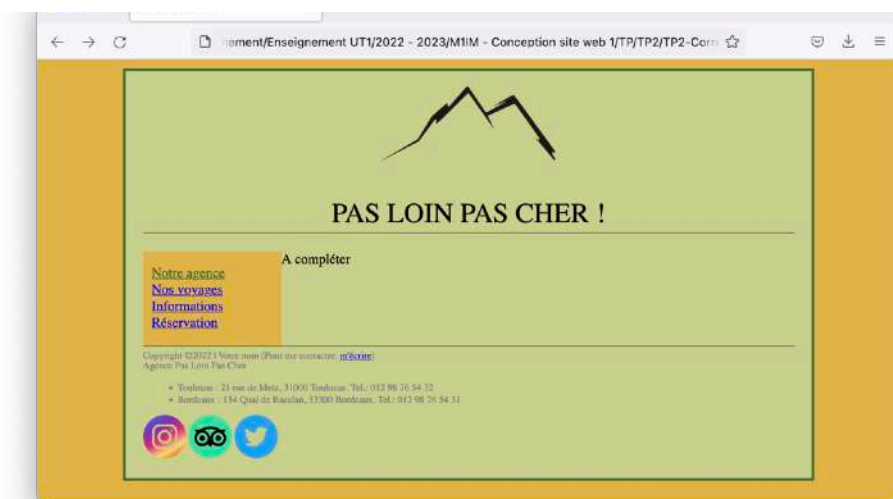 nement/Enseignement UT1/2022 - 2023/M1IM - Conception site web 1/TP/TP2/TP2-Corr
PAS LOIN PAS CHER !
Notre agence
Nos voyages
Informations
Réservation
A compléter
Copyright ©2022 | Votre nom (Pour me contacter: m'écrire)
Agence Pas Loin Pas Cher
Toulouse : 21 rue de Metz, 31000 Toulouse. Tel.: 012 98 76 54 32
Bordeaux : 134 Quai de Bacalan, 33300 Bordeaux. Tel.: 012 98 76 54 31